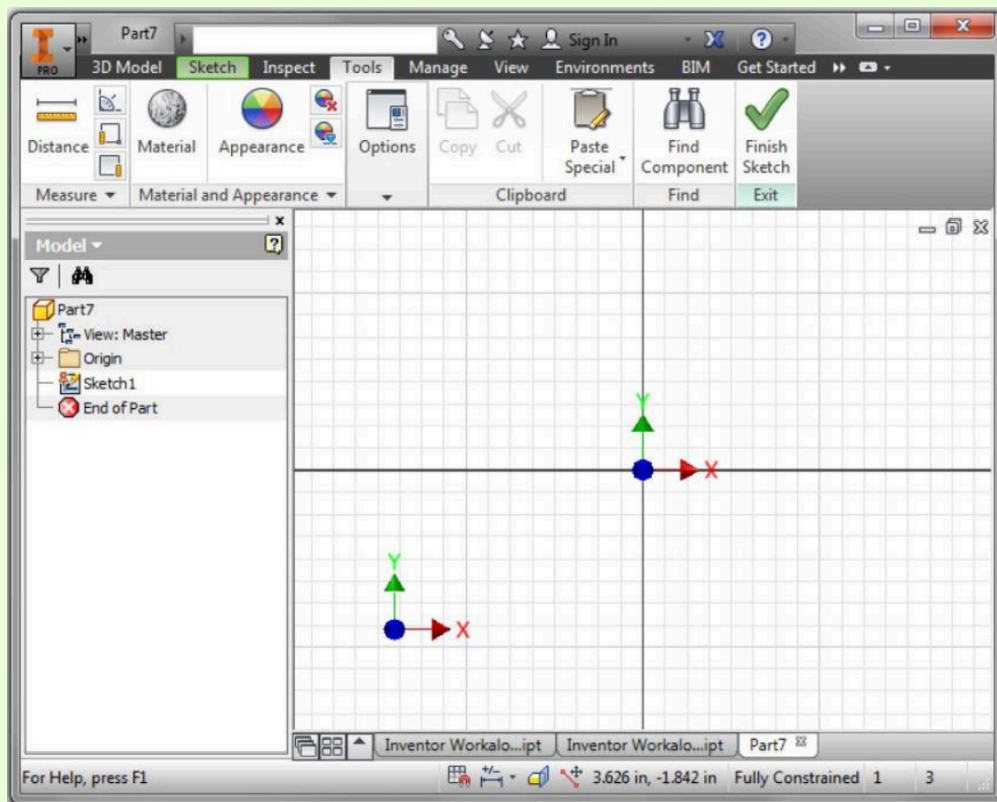 Part7
Sign In
PRO
3D Model Sketch Inspect Tools Manage View Environments BIM Get Started
Distance Material Appearance Options Copy Cut Paste Special Find Component Finish Sketch
Measure Material and Appearance Clipboard Find Exit
Model
Part7
View: Master
Origin
Sketch1
End of Part
Y
X
Y
X
Inventor Workalo...ipt Inventor Workalo...ipt Part7
For Help, press F1 3.626 in, -1.842 in Fully Constrained 1 3